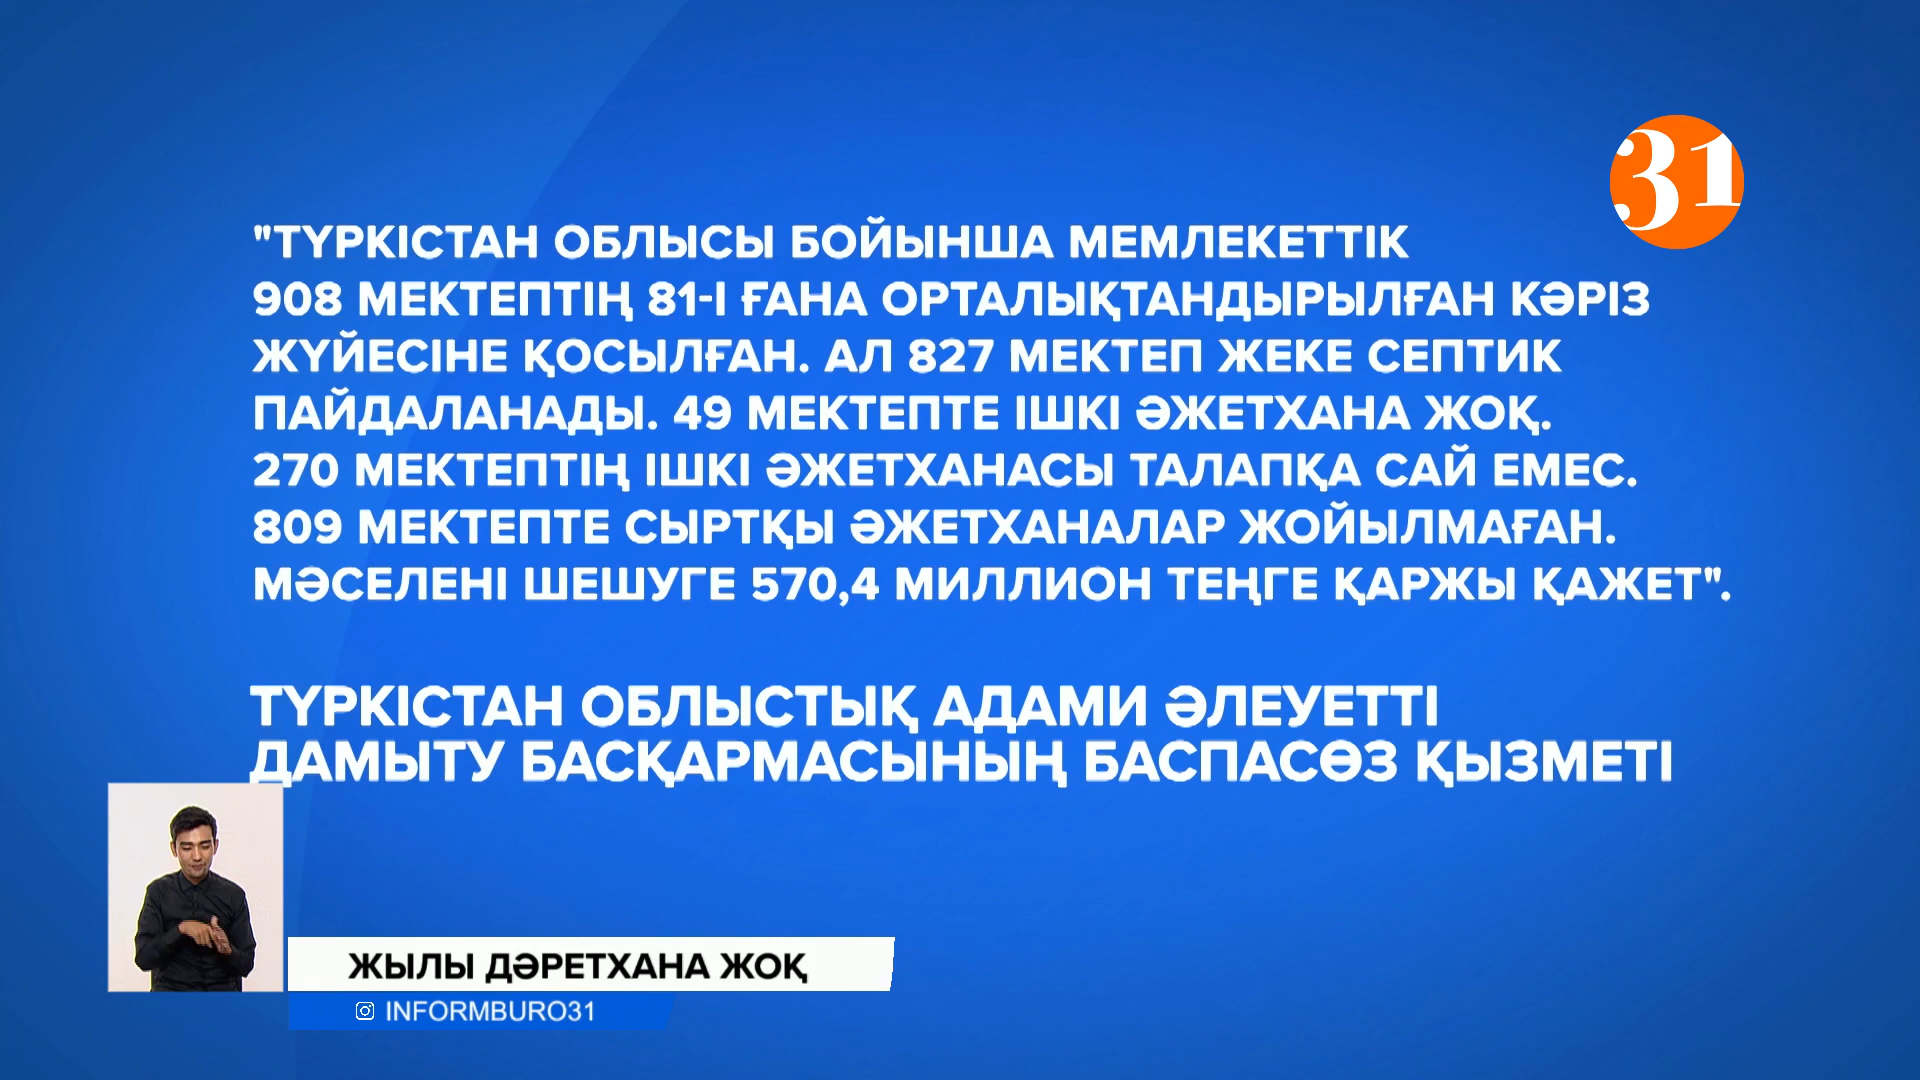 31
"ТҮРКІСТАН ОБЛЫСЫ БОЙЫНША МЕМЛЕКЕТТІК
908 МЕКТЕПТІҢ 81-І ҒАНА ОРТАЛЫҚТАНДЫРЫЛҒАН КӘРІЗ
ЖҮЙЕСІНЕ ҚОСЫЛҒАН. АЛ 827 МЕКТЕП ЖЕКЕ СЕПТИК
ПАЙДАЛАНАДЫ. 49 МЕКТЕПТЕ ІШКІ ӘЖЕТХАНА ЖОҚ.
270 МЕКТЕПТІҢ ІШКІ ӘЖЕТХАНАСЫ ТАЛАПҚА САЙ ЕМЕС.
809 МЕКТЕПТЕ СЫРТҚЫ ӘЖЕТХАНАЛАР ЖОЙЫЛМАҒАН.
МӘСЕЛЕНІ ШЕШУГЕ 570,4 МИЛЛИОН ТЕҢГЕ ҚАРЖЫ ҚАЖЕТ".
ТҮРКІСТАН ОБЛЫСТЫҚ АДАМИ ӘЛЕУЕТТІ
ДАМЫТУ БАСҚАРМАСЫНЫҢ БАСПАСӨЗ ҚЫЗМЕТІ
ЖЫЛЫ ДӘРЕТХАНА ЖОҚ
INFORMBURO31